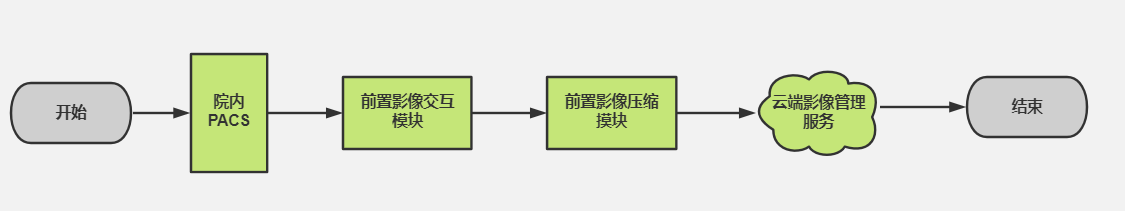 开始
院内
PACS
前置影像交互
模块
前置影像压缩
摸块
云端影像管理
服务
结束